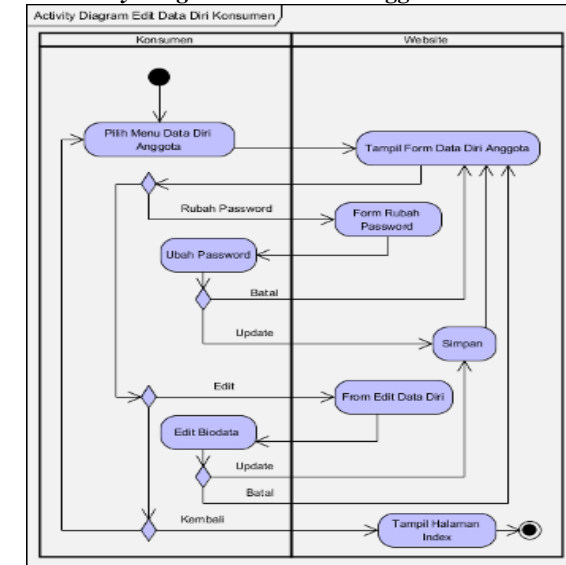 Activity Diagram Edit Data Diri Konsumen
Konsumen
Website
Pilih Menu Data Diri
Anggota
Tampil Form Data Diri Anggota
Rubah Password
Form Rubah
Password
Ubah Password
Batal
Update
Simpan
Edit
From Edit Data Diri
Edit Biodata
Update
Batal
Kembali
Tampil Halaman
Index